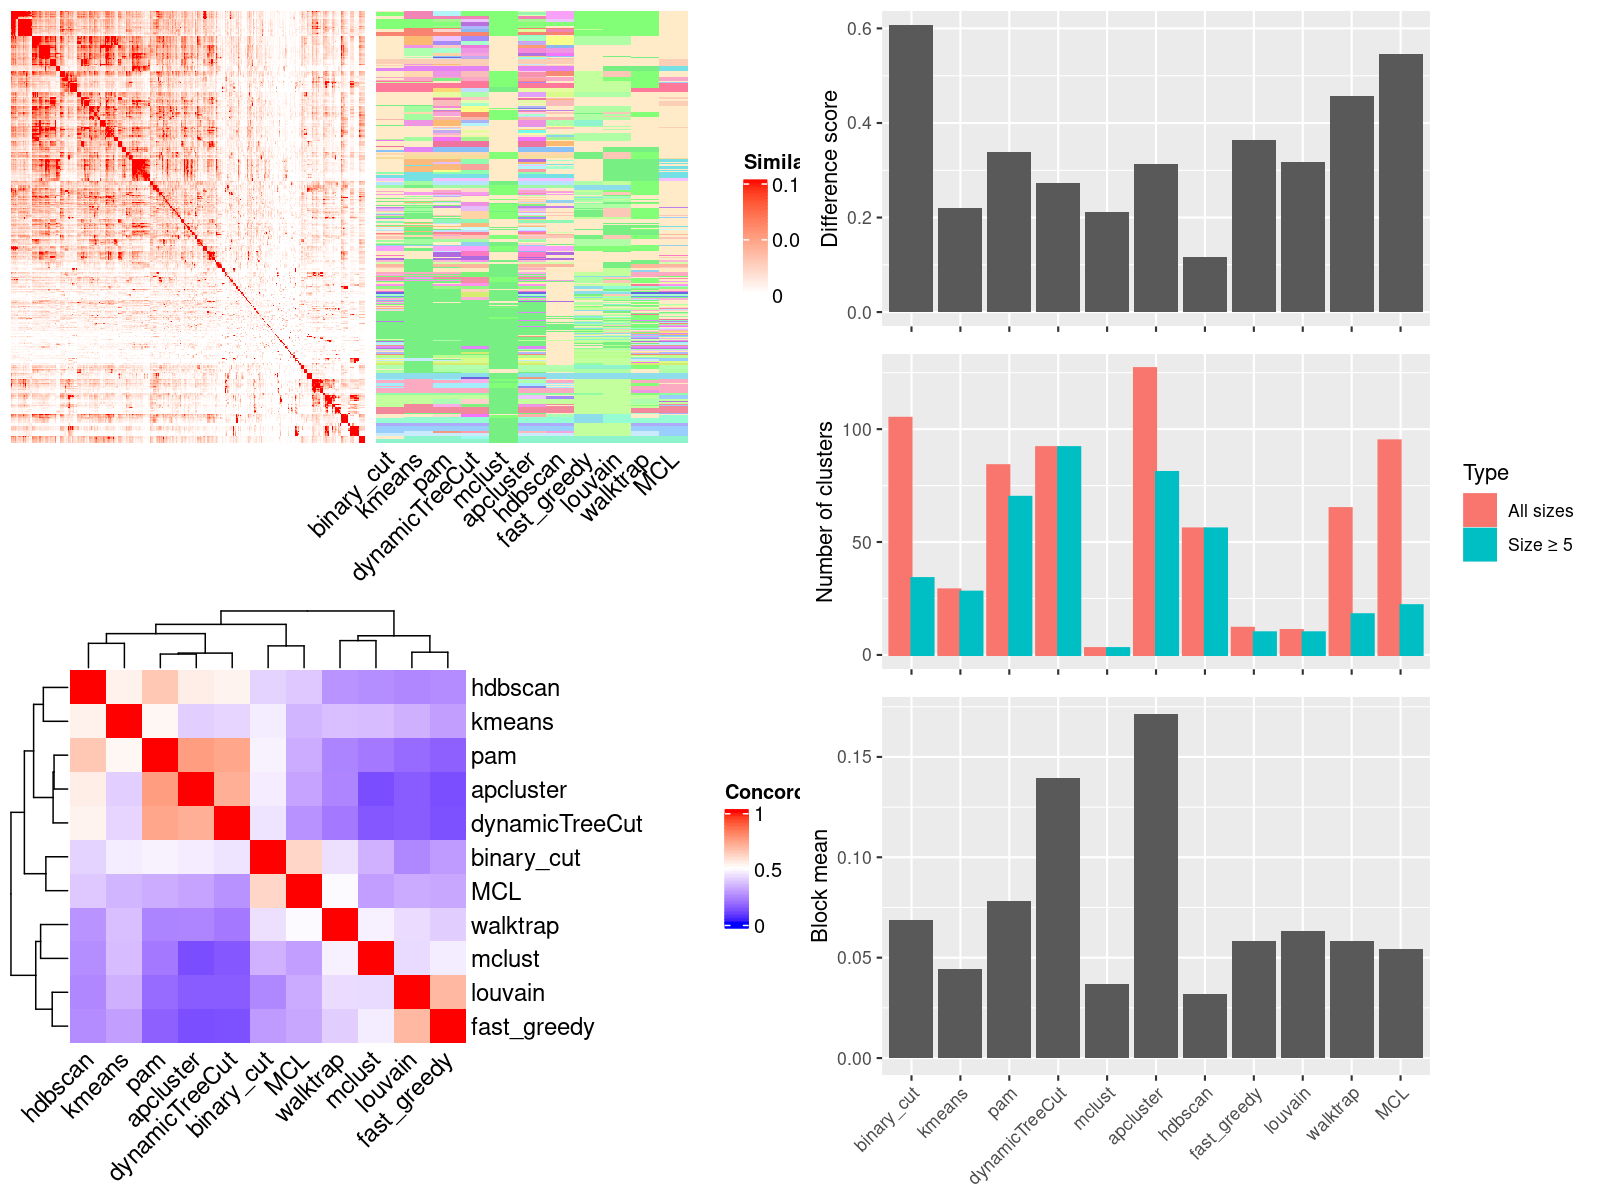 Simila
0.1
0.0
0
binary_cut
kmeans
pam
dynamicTreeCut
mclust
apcluster
hdbscan
fast_greedy
louvain
walktrap
MCL
hdbscan
kmeans
pam
apcluster
dynamicTreeCut
binary_cut
MCL
walktrap
mclust
louvain
fast_greedy
Concord
1
0.5
0
hdbscan
kmeans
pam
apcluster
dynamicTreeCut
binary_cut
MCL
walktrap
mclust
louvain
fast_greedy
Difference score
0.6
0.4
0.2
0.0
Number of clusters
100
50
0
Type
All sizes
Size ≥ 5
Block mean
0.15
0.10
0.05
0.00
binary_cut
kmeans
pam
dynamicTreeCut
mclust
apcluster
hdbscan
fast_greedy
louvain
walktrap
MCL